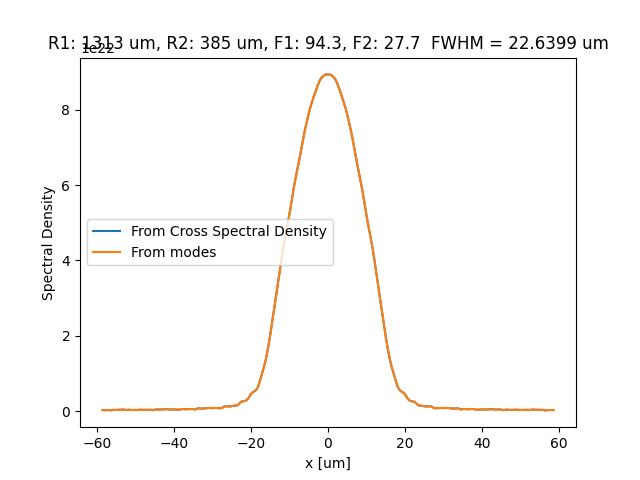 R1: 1313 um, R2: 385 um, F1: 94.3, F2: 27.7  FWHM = 22.6399 um
1e22
8
6
4
2
0
Spectral Density
From Cross Spectral Density
From modes
−60 −40 −20 0 20 40 60
x [um]